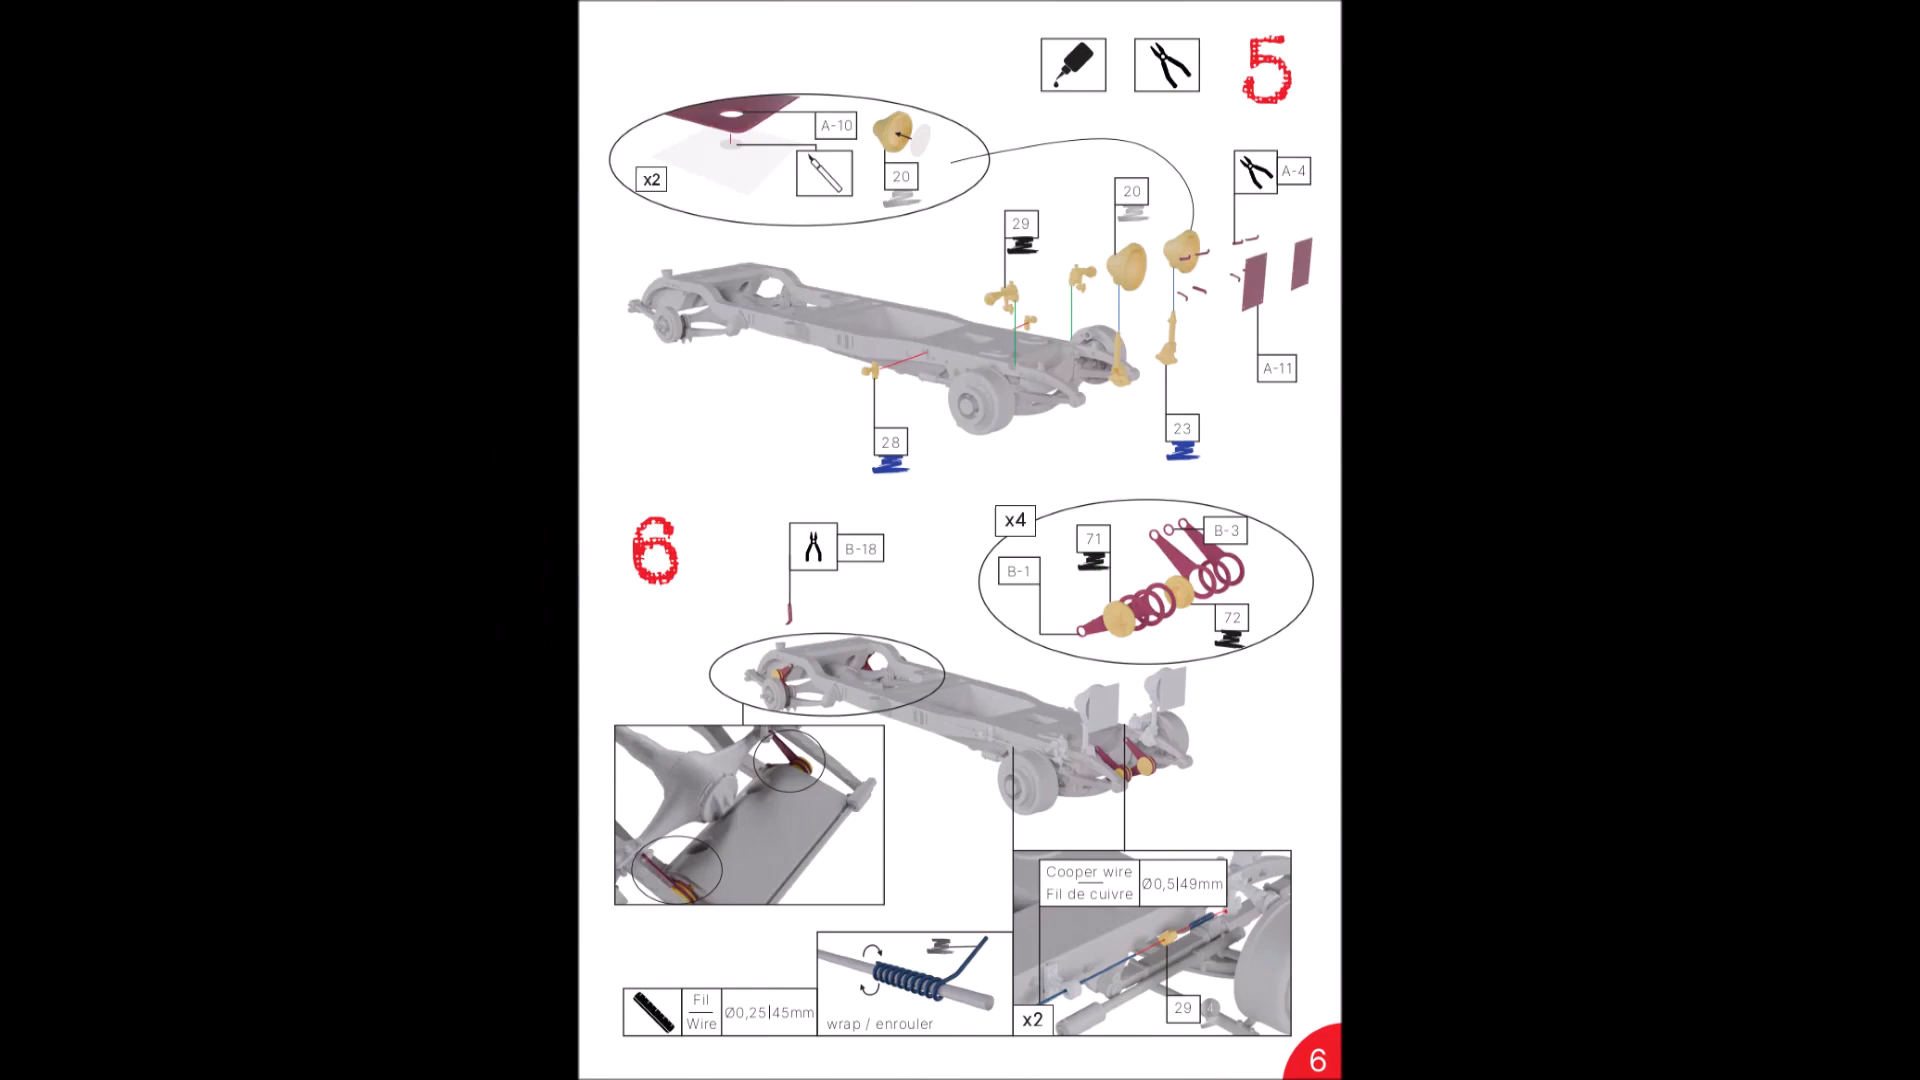 5
A-10
x2
20
29
20
A-4
A-11
28
23
6
B-18
x4
71
B-3
B-1
72
Cooper wire
Fil de cuivre
Ø0,5|49mm
29
4
x2
Fil
Wire
Ø0,25|45mm
wrap / enrouler
6